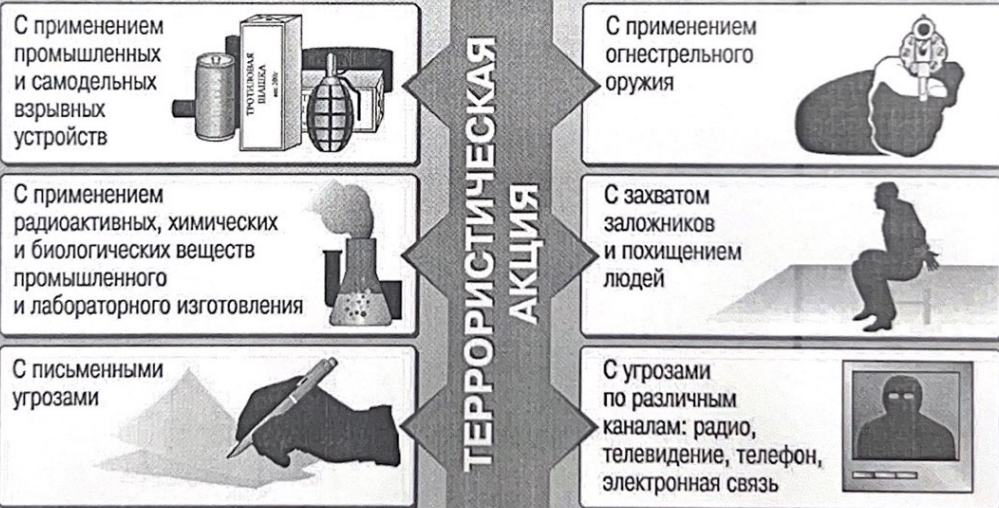 С применением
промышленных
и самодельных
взрывных
устройств
ТРОТИЛОВАЯ
ШАШКА
С применением
радиоактивных, химических
и биологических веществ
промышленного
и лабораторного изготовления
С письменными
угрозами
ТЕРРОРИСТИЧЕСКАЯ
АКЦИЯ
С применением
огнестрельного
оружия
С захватом
заложников
и похищением
людей
С угрозами
по различным
каналам: радио,
телевидение, телефон,
электронная связь